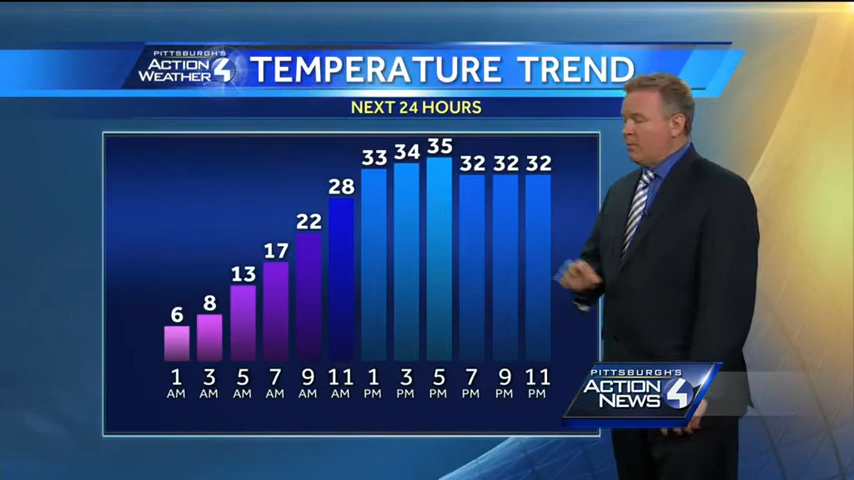 PITTSBURGH'S
ACTION
WEATHER 4
TEMPERATURE TREND
NEXT 24 HOURS
6 8 13 17 22 28 33 34 35 32 32 32
1 3 5 7 9 11 1 3 5 7 9 11
AM AM AM AM AM AM PM PM PM PM PM PM
PITTSBURGH'S
ACTION
NEWS 4